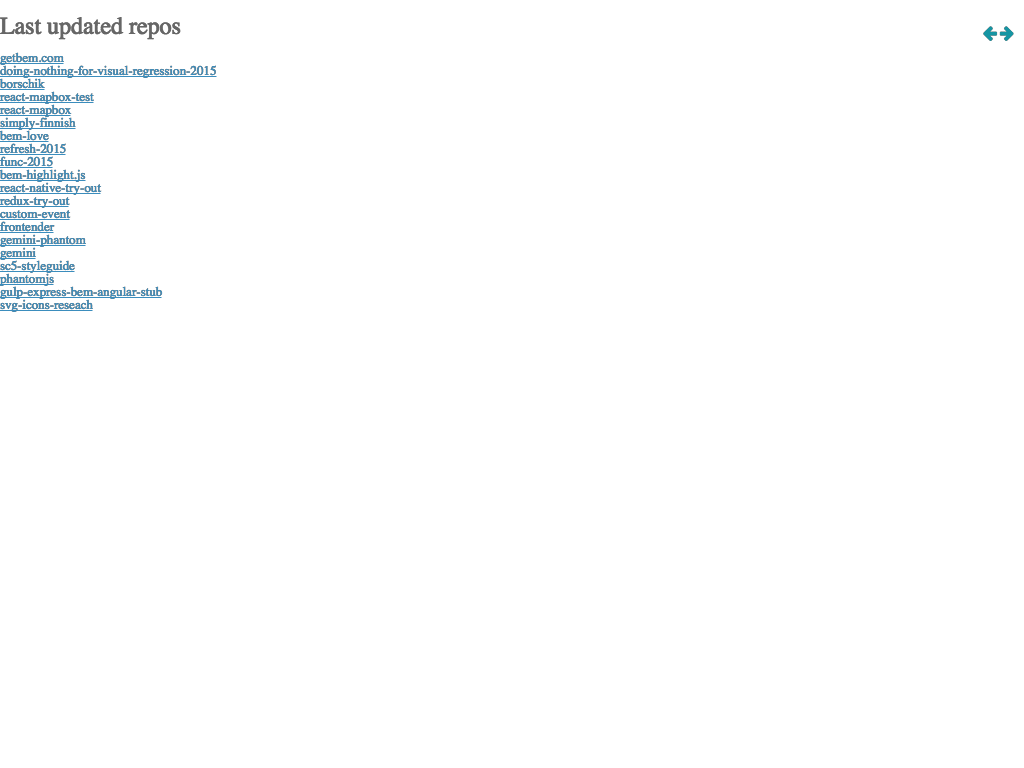 Last updated repos
getbem.com
doing-nothing-for-visual-regression-2015
borschik
react-mapbox-test
react-mapbox
simply-finnish
bem-love
refresh-2015
func-2015
bem-highlight.js
react-native-try-out
redux-try-out
custom-event
frontender
gemini-phantom
gemini
sc5-styleguide
phantomjs
gulp-express-bem-angular-stub
svg-icons-reseach